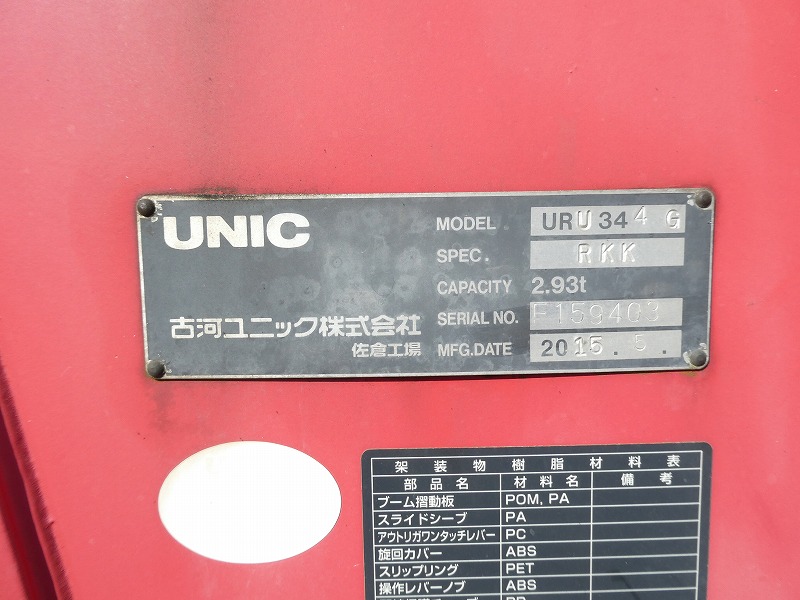 UNIC
MODEL URU344G
SPEC. RKK
CAPACITY 2.93t
SERIAL NO. F159403
MFG.DATE 2015.5.
古河ユニック株式会社
佐倉工場
架装物樹脂材料表
部品名 材料名 備考
ブーム摺動板 POM, PA
スライドシーブ PA
アウトリガワンタッチレバー PC
旋回カバー ABS
スリップリング PET
操作レバーノブ ABS